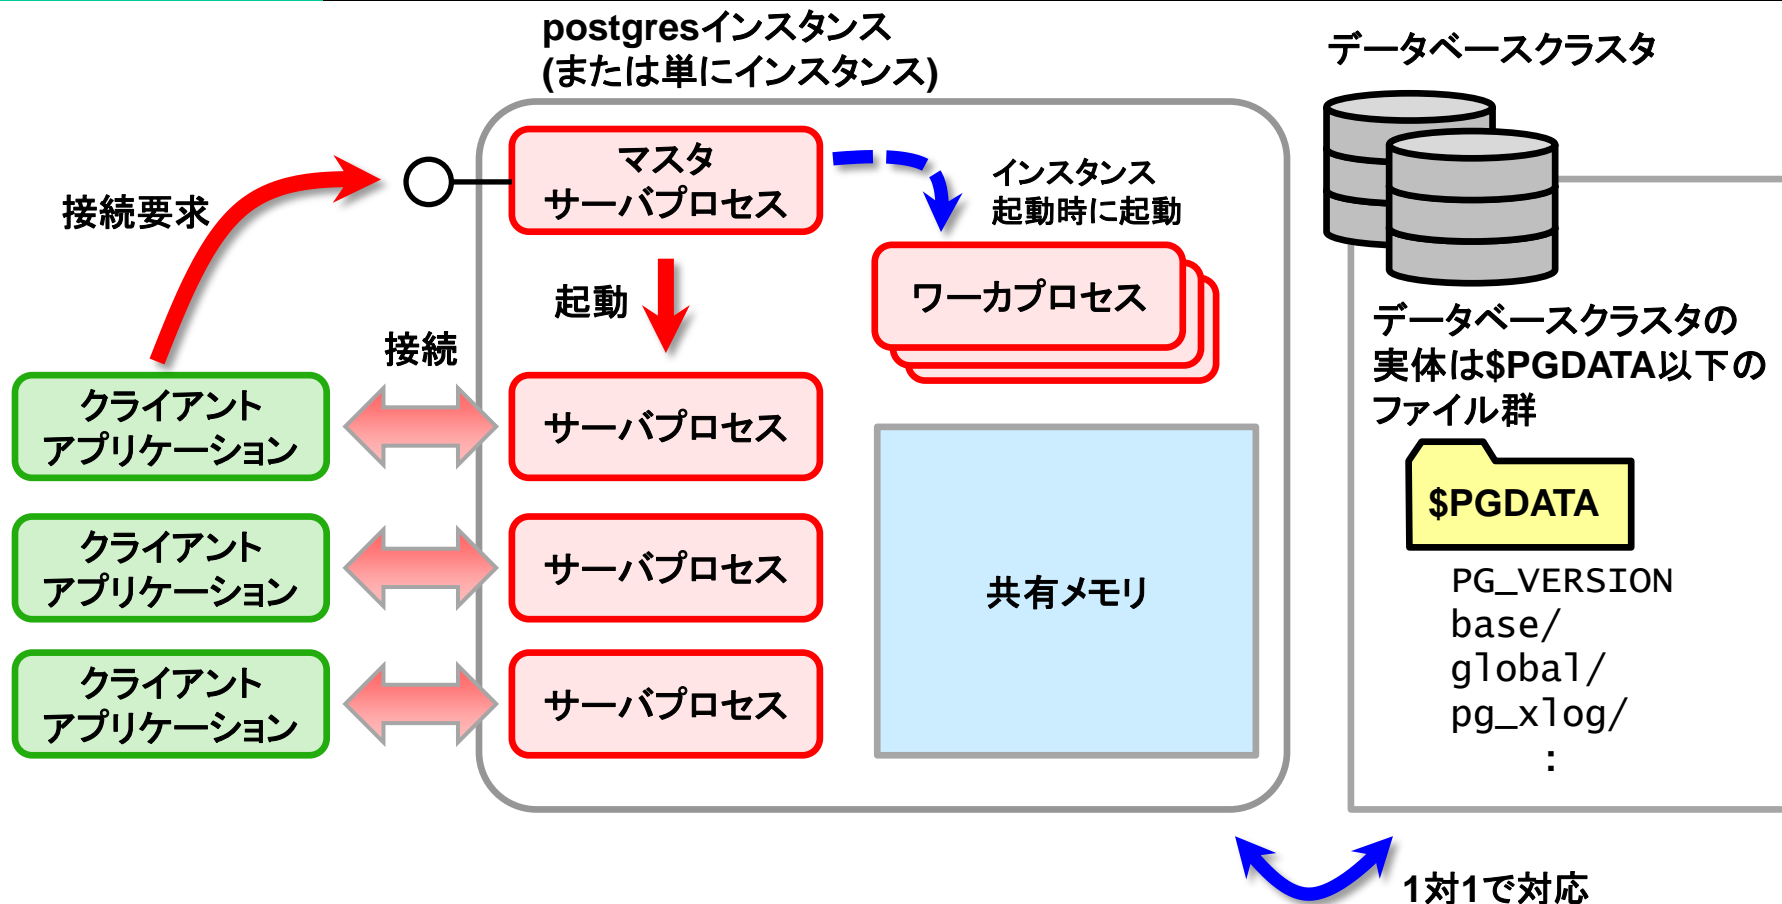 postgresインスタンス
(または単にインスタンス)
データベースクラスタ
マスタ
サーバプロセス
インスタンス
起動時に起動
接続要求
起動
ワーカプロセス
接続
クライアント
アプリケーション
サーバプロセス
クライアント
アプリケーション
サーバプロセス
クライアント
アプリケーション
サーバプロセス
共有メモリ
データベースクラスタの
実体は$PGDATA以下の
ファイル群
$PGDATA
PG_VERSION
base/
global/
pg_xlog/
:
1対1で対応